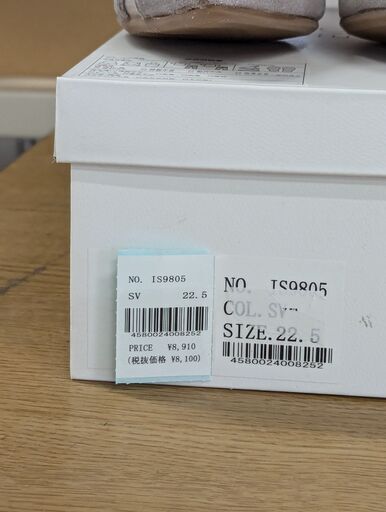 NO. IS9805
SV 22.5
4580024008252
PRICE ¥8,910
(税抜価格 ¥8,100)
NO. IS9805
COL. SV
SIZE.22.5
4580024008252